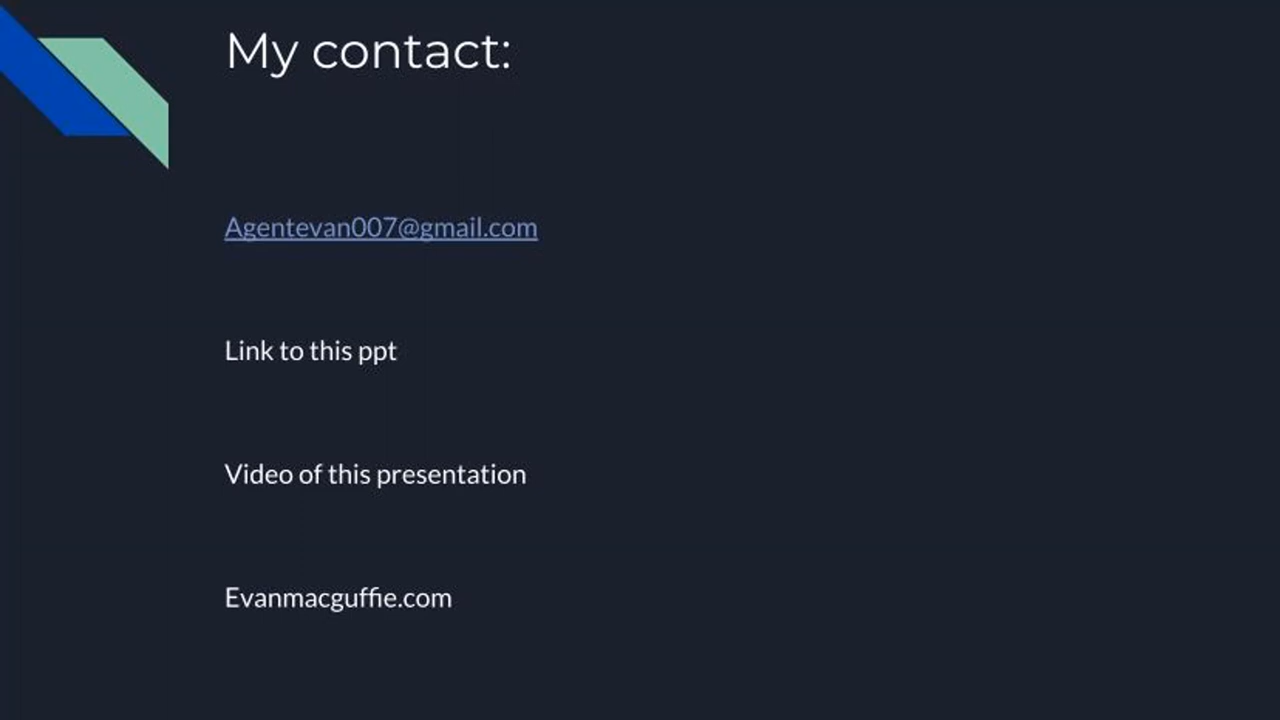 My contact:
Agentevan007@gmail.com
Link to this ppt
Video of this presentation
Evanmacguffie.com